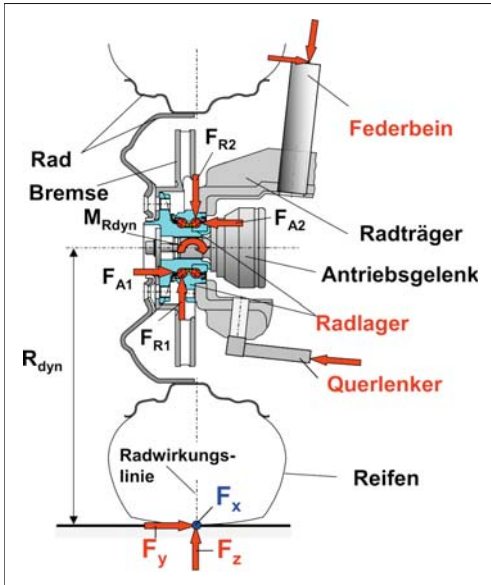 Federbein
Rad
F_R2
Bremse
M_Rdyn
F_A2
Radträger
Antriebsgelenk
F_A1
Radlager
F_R1
R_dyn
Querlenker
Radwirkungs-
linie
Reifen
F_x
F_y
F_z